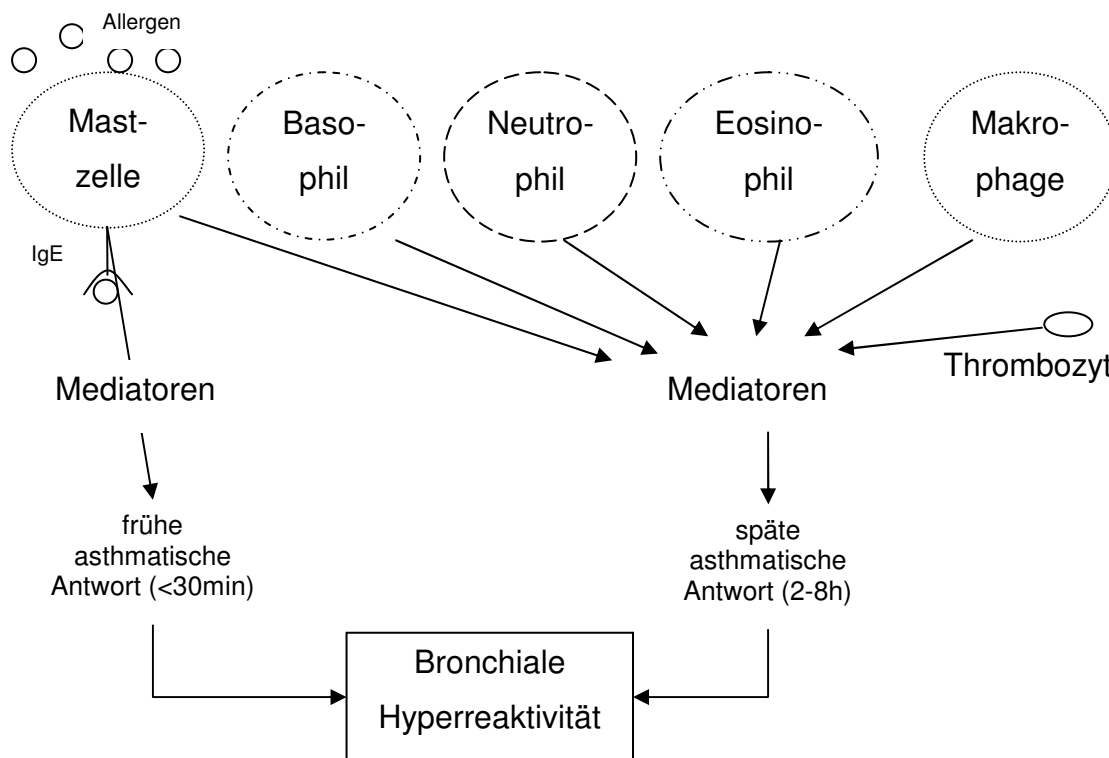 Allergen
Mast-
zelle
Baso-
phil
Neutro-
phil
Eosino-
phil
Makro-
phage
IgE
Thrombozyt
Mediatoren
Mediatoren
frühe
asthmatische
Antwort (<30min)
späte
asthmatische
Antwort (2-8h)
Bronchiale
Hyperreaktivität